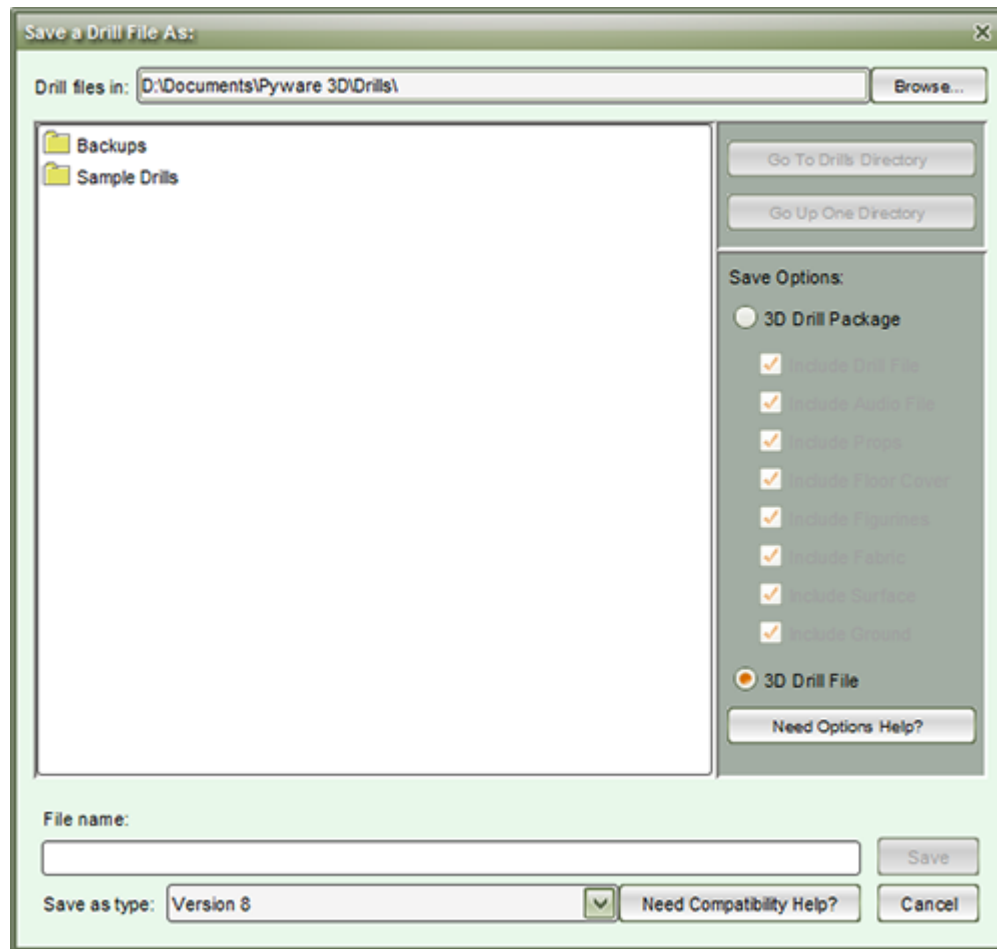 Save a Drill File As:
Drill files in: D:\Documents\Pyware 3D\Drills\ Browse...
Backups
Sample Drills
Go To Drills Directory
Go Up One Directory
Save Options:
3D Drill Package
Include Drill File
Include Audio File
Include Props
Include Floor Cover
Include Figurines
Include Fabric
Include Surface
Include Ground
3D Drill File
Need Options Help?
File name:
Save
Save as type: Version 8 Need Compatibility Help? Cancel